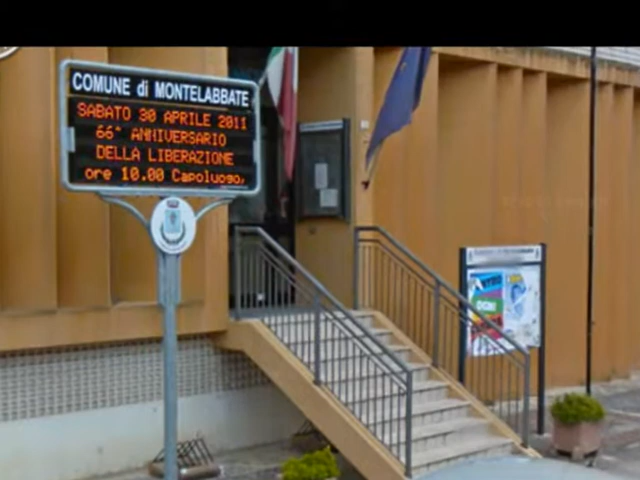 COMUNE di MONTELABBATE
SABATO 30 APRILE 2011
66° ANNIVERSARIO
DELLA LIBERAZIONE
ore 10.00 Capoluogo,